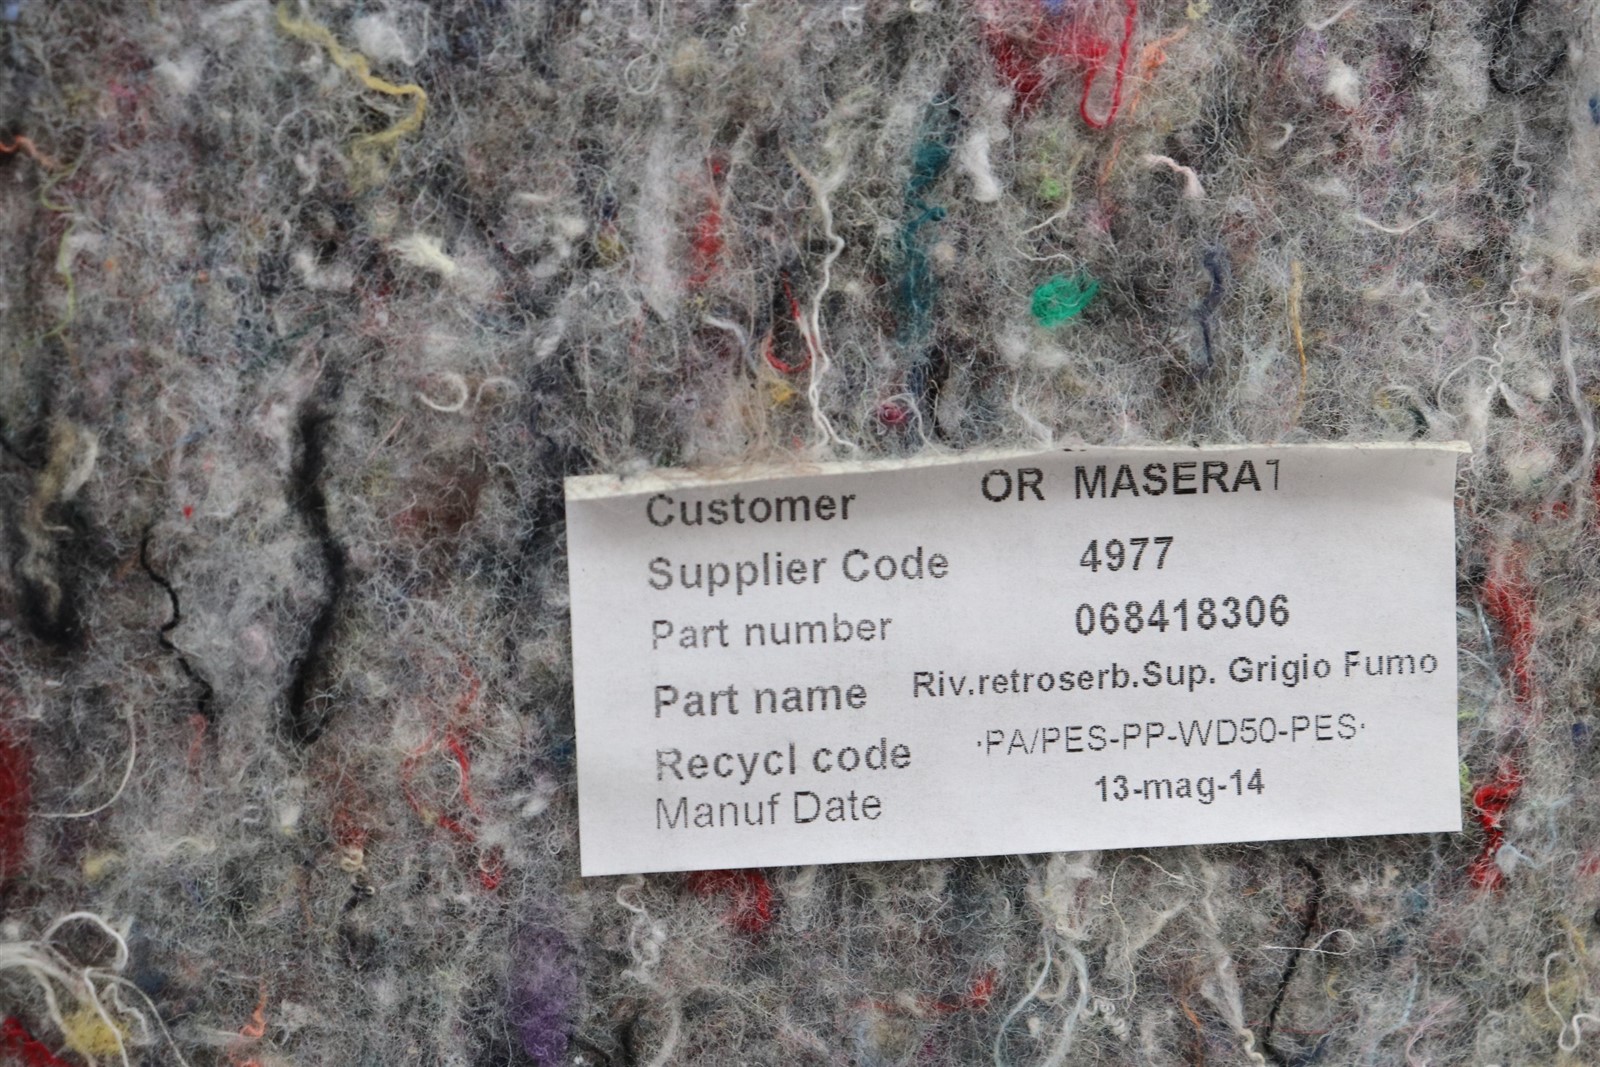 Customer OR MASERAT
Supplier Code 4977
Part number 068418306
Part name Riv.retroserb.Sup. Grigio Fumo
Recycl code ·PA/PES-PP-WD50-PES·
Manuf Date 13-mag-14